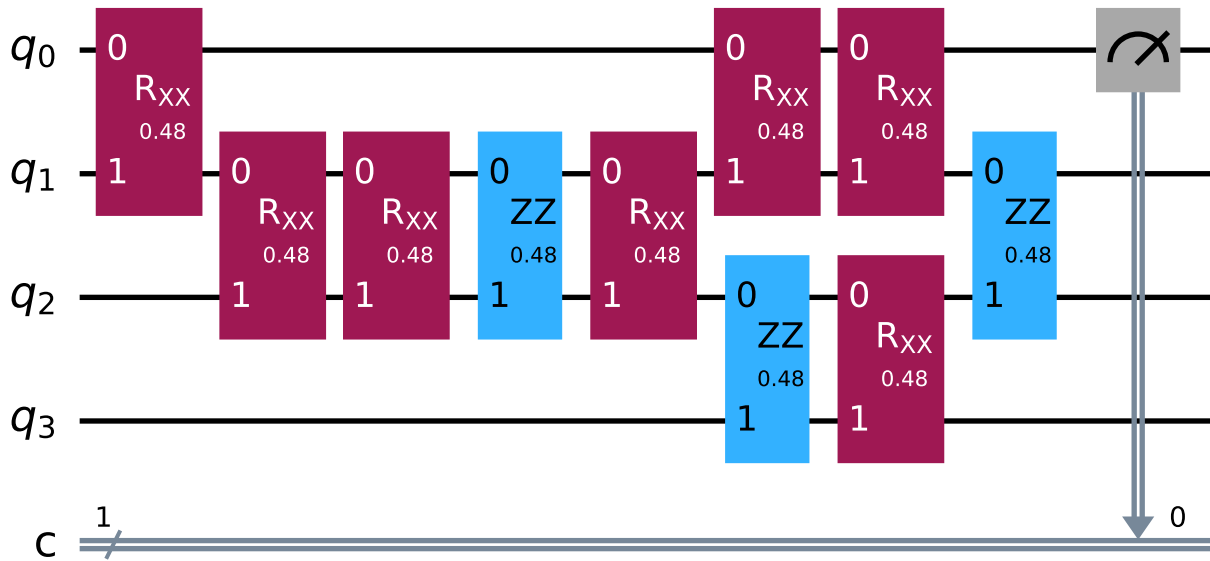 q0
0 0 0
RXX RXX RXX
0.48 0.48 0.48
q1
1 0 0 0 0 1 1 0
RXX RXX ZZ RXX ZZ
0.48 0.48 0.48 0.48 0.48
q2
1 1 1 1 0 0 1
ZZ RXX
0.48 0.48
q3
1 1
1 0
c